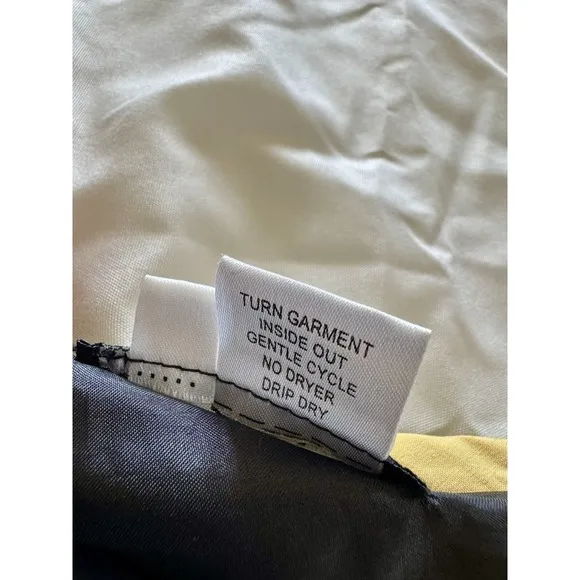 TURN GARMENT
INSIDE OUT
GENTLE CYCLE
NO DRYER
DRIP DRY